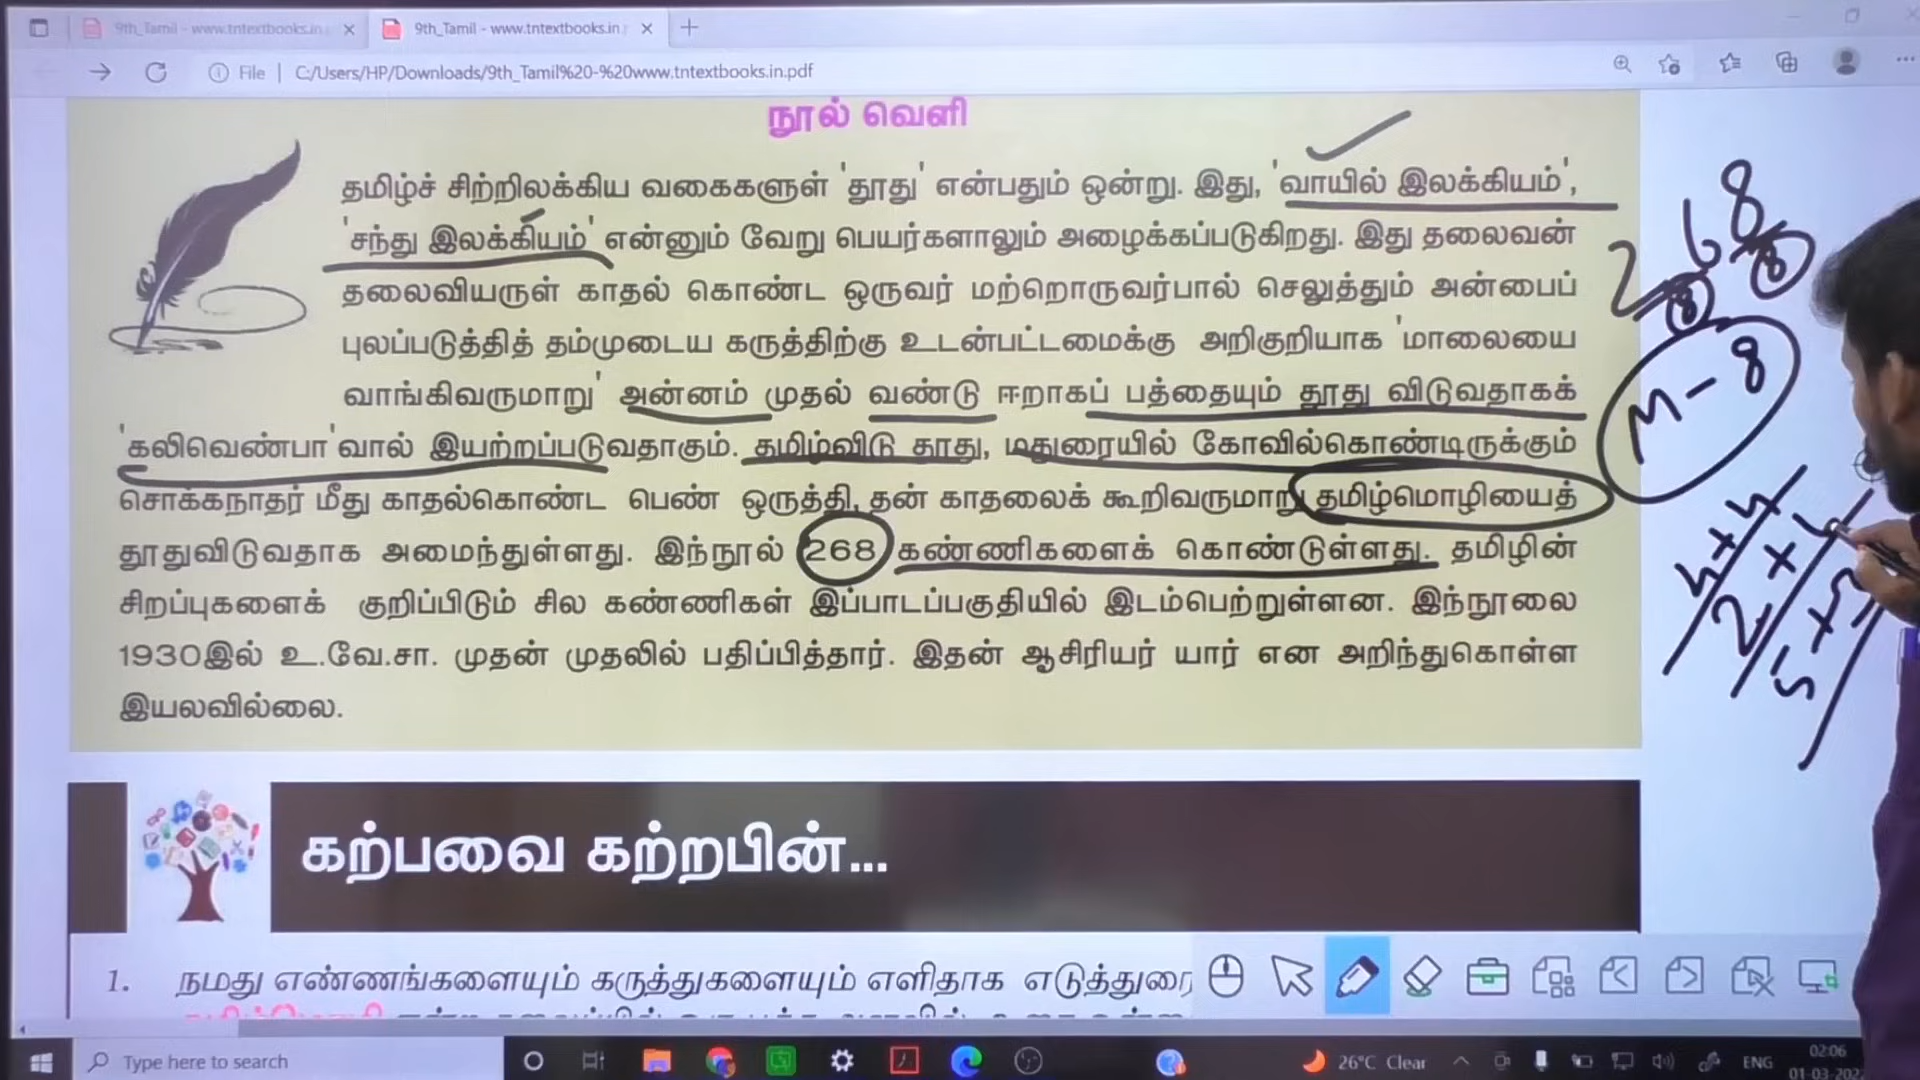 9th_Tamil - www.tntextbooks.in
9th_Tamil - www.tntextbooks.in
File | C:/Users/HP/Downloads/9th_Tamil%20-%20www.tntextbooks.in.pdf
நூல் வெளி
தமிழ்ச் சிற்றிலக்கிய வகைகளுள் 'தூது' என்பதும் ஒன்று. இது, 'வாயில் இலக்கியம்',
'சந்து இலக்கியம்' என்னும் வேறு பெயர்களாலும் அழைக்கப்படுகிறது. இது தலைவன்
தலைவியருள் காதல் கொண்ட ஒருவர் மற்றொருவர்பால் செலுத்தும் அன்பைப்
புலப்படுத்தித் தம்முடைய கருத்திற்கு உடன்பட்டமைக்கு அறிகுறியாக 'மாலையை
வாங்கிவருமாறு' அன்னம் முதல் வண்டு ஈறாகப் பத்தையும் தூது விடுவதாகக்
'கலிவெண்பா'வால் இயற்றப்படுவதாகும். தமிழ்விடு தூது, மதுரையில் கோவில்கொண்டிருக்கும்
சொக்கநாதர் மீது காதல்கொண்ட பெண் ஒருத்தி, தன் காதலைக் கூறிவருமாறு தமிழ்மொழியைத்
தூதுவிடுவதாக அமைந்துள்ளது. இந்நூல் 268 கண்ணிகளைக் கொண்டுள்ளது. தமிழின்
சிறப்புகளைக் குறிப்பிடும் சில கண்ணிகள் இப்பாடப்பகுதியில் இடம்பெற்றுள்ளன. இந்நூலை
1930இல் உ.வே.சா. முதன் முதலில் பதிப்பித்தார். இதன் ஆசிரியர் யார் என அறிந்துகொள்ள
இயலவில்லை.
268
8 8
M-8
கற்பவை கற்றபின்...
1. நமது எண்ணங்களையும் கருத்துகளையும் எளிதாக எடுத்துரை
Type here to search
26°C Clear
ENG
02:06
01-03-202